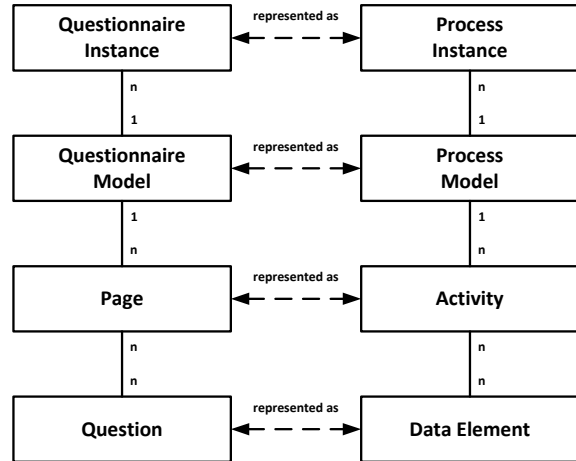 represented as
Questionnaire
Instance
Process
Instance
n
n
1
1
represented as
Questionnaire
Model
Process
Model
1
1
n
n
represented as
Page
Activity
n
n
n
n
represented as
Question
Data Element